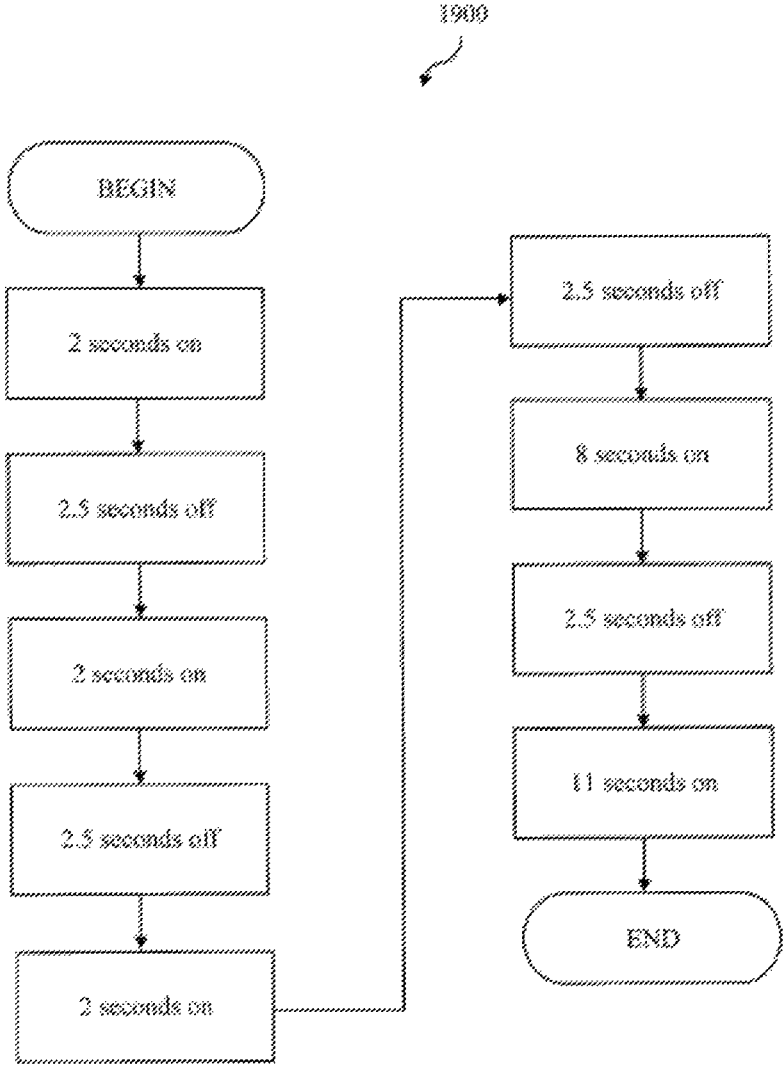 1900
BEGIN
2 seconds on
2.5 seconds off
2 seconds on
2.5 seconds off
2 seconds on
2.5 seconds off
8 seconds on
2.5 seconds off
11 seconds on
END